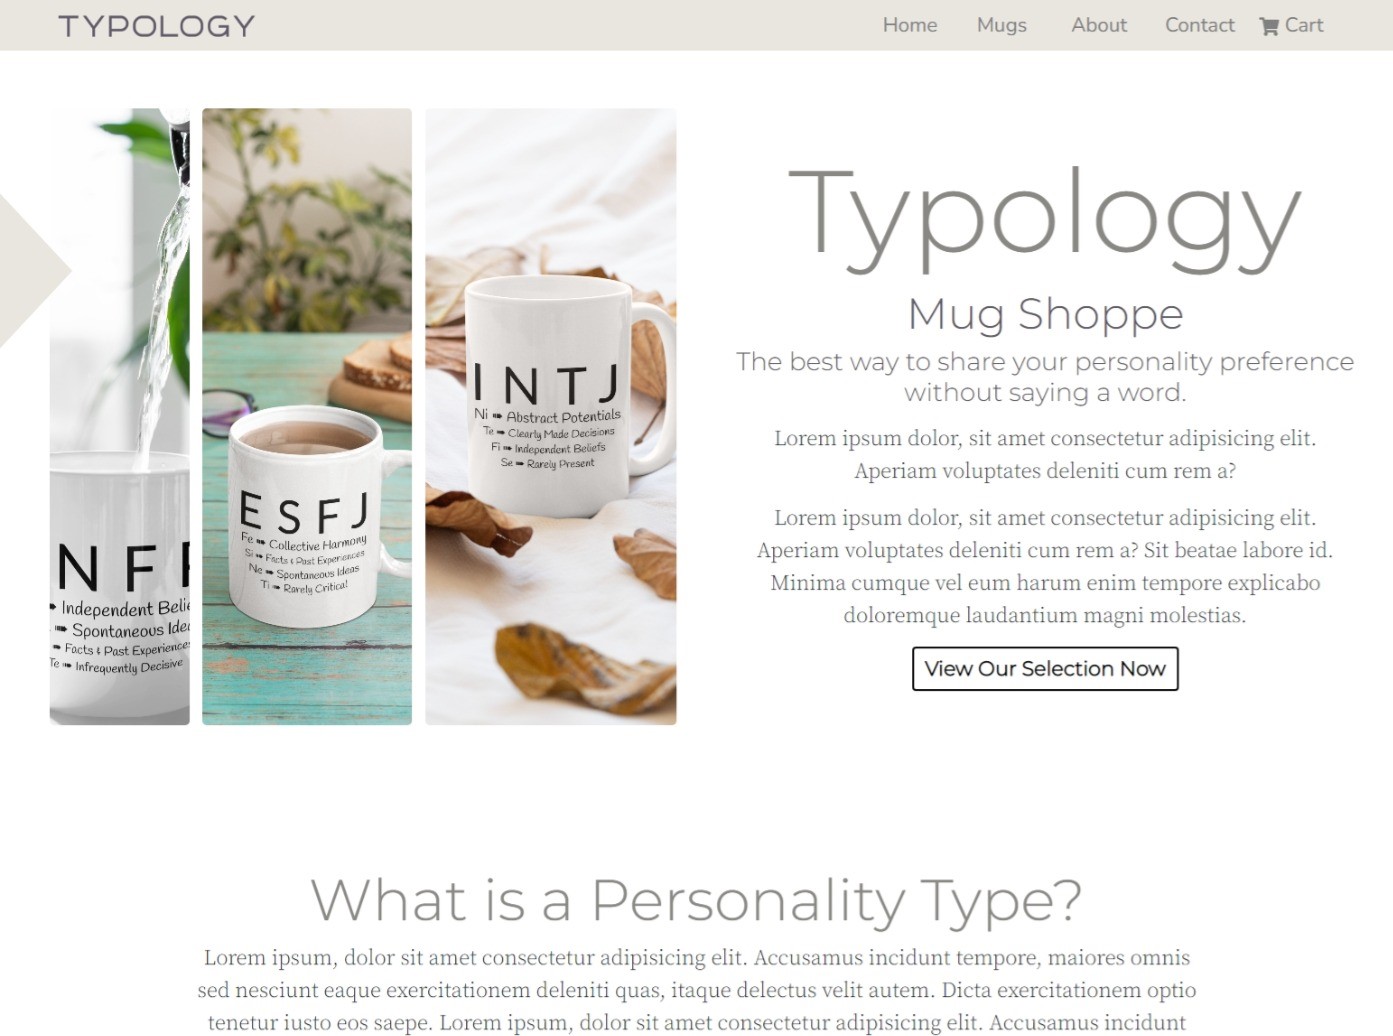 TYPOLOGY
Home Mugs About Contact Cart
NF
Independent
Spontaneous
Facts & Past Experiences
Te ➠ Infrequently Decisive
ESFJ
Fe ➠ Collective Harmony
Si ➠ Facts & Past Experiences
Ne ➠ Spontaneous Ideas
Ti ➠ Rarely Critical
INTJ
Ni ➠ Abstract Potentials
Te ➠ Clearly Made Decisions
Fi ➠ Independent Beliefs
Se ➠ Rarely Present
Typology
Mug Shoppe
The best way to share your personality preference
without saying a word.
Lorem ipsum dolor, sit amet consectetur adipisicing elit.
Aperiam voluptates deleniti cum rem a?
Lorem ipsum dolor, sit amet consectetur adipisicing elit.
Aperiam voluptates deleniti cum rem a? Sit beatae labore id.
Minima cumque vel eum harum enim tempore explicabo
doloremque laudantium magni molestias.
View Our Selection Now
What is a Personality Type?
Lorem ipsum, dolor sit amet consectetur adipisicing elit. Accusamus incidunt tempore, maiores omnis
sed nesciunt eaque exercitationem deleniti quas, itaque delectus velit autem. Dicta exercitationem optio
tenetur iusto eos saepe. Lorem ipsum, dolor sit amet consectetur adipisicing elit. Accusamus incidunt